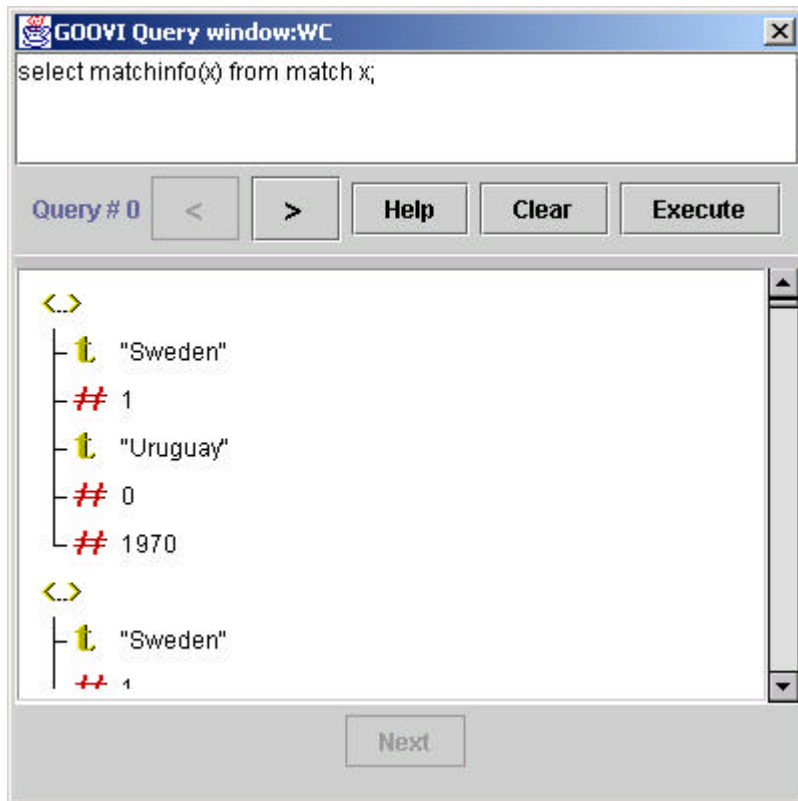 GOOVI Query window:WC
select matchinfo(x) from match x;
Query # 0 < > Help Clear Execute
<..>
t "Sweden"
# 1
t "Uruguay"
# 0
# 1970
<..>
t "Sweden"
# 1
Next